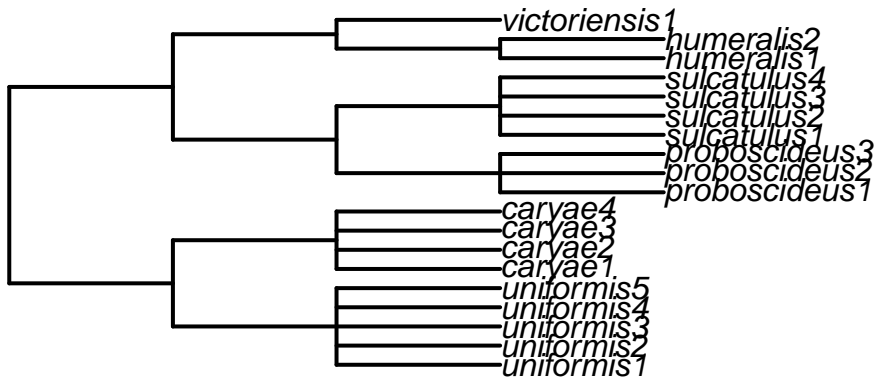 victoriensis1
humeralis2
humeralis1
sulcatulus4
sulcatulus3
sulcatulus2
sulcatulus1
proboscideus3
proboscideus2
proboscideus1
caryae4
caryae3
caryae2
caryae1
uniformis5
uniformis4
uniformis3
uniformis2
uniformis1